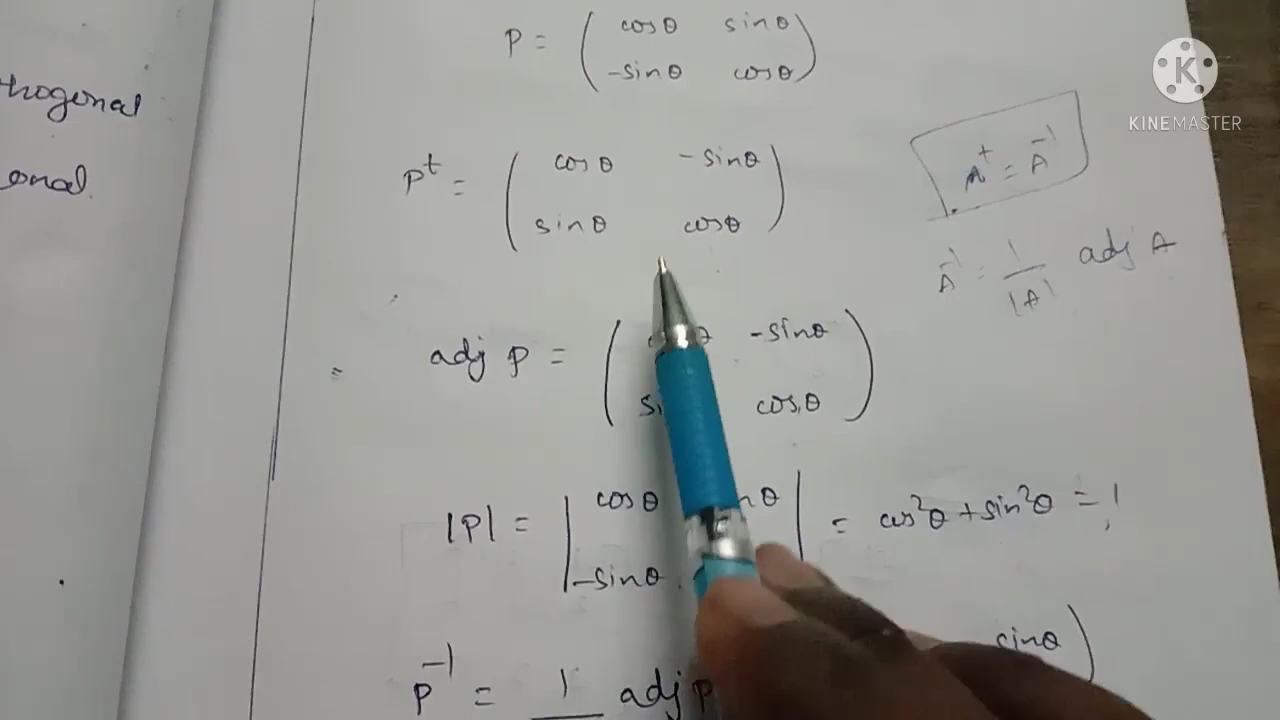 P = ( cosθ sinθ
-sinθ cosθ )
KINEMASTER
thogonal
onal.
P^t = ( cosθ -sinθ
sinθ cosθ )
A^t = A^-1
A^-1 = 1/|A| adj A
= adj P = ( -sinθ
cosθ )
|P| = | cosθ
-sinθ | = cos²θ + sin²θ = 1
P^-1 = 1 adj P sinθ )